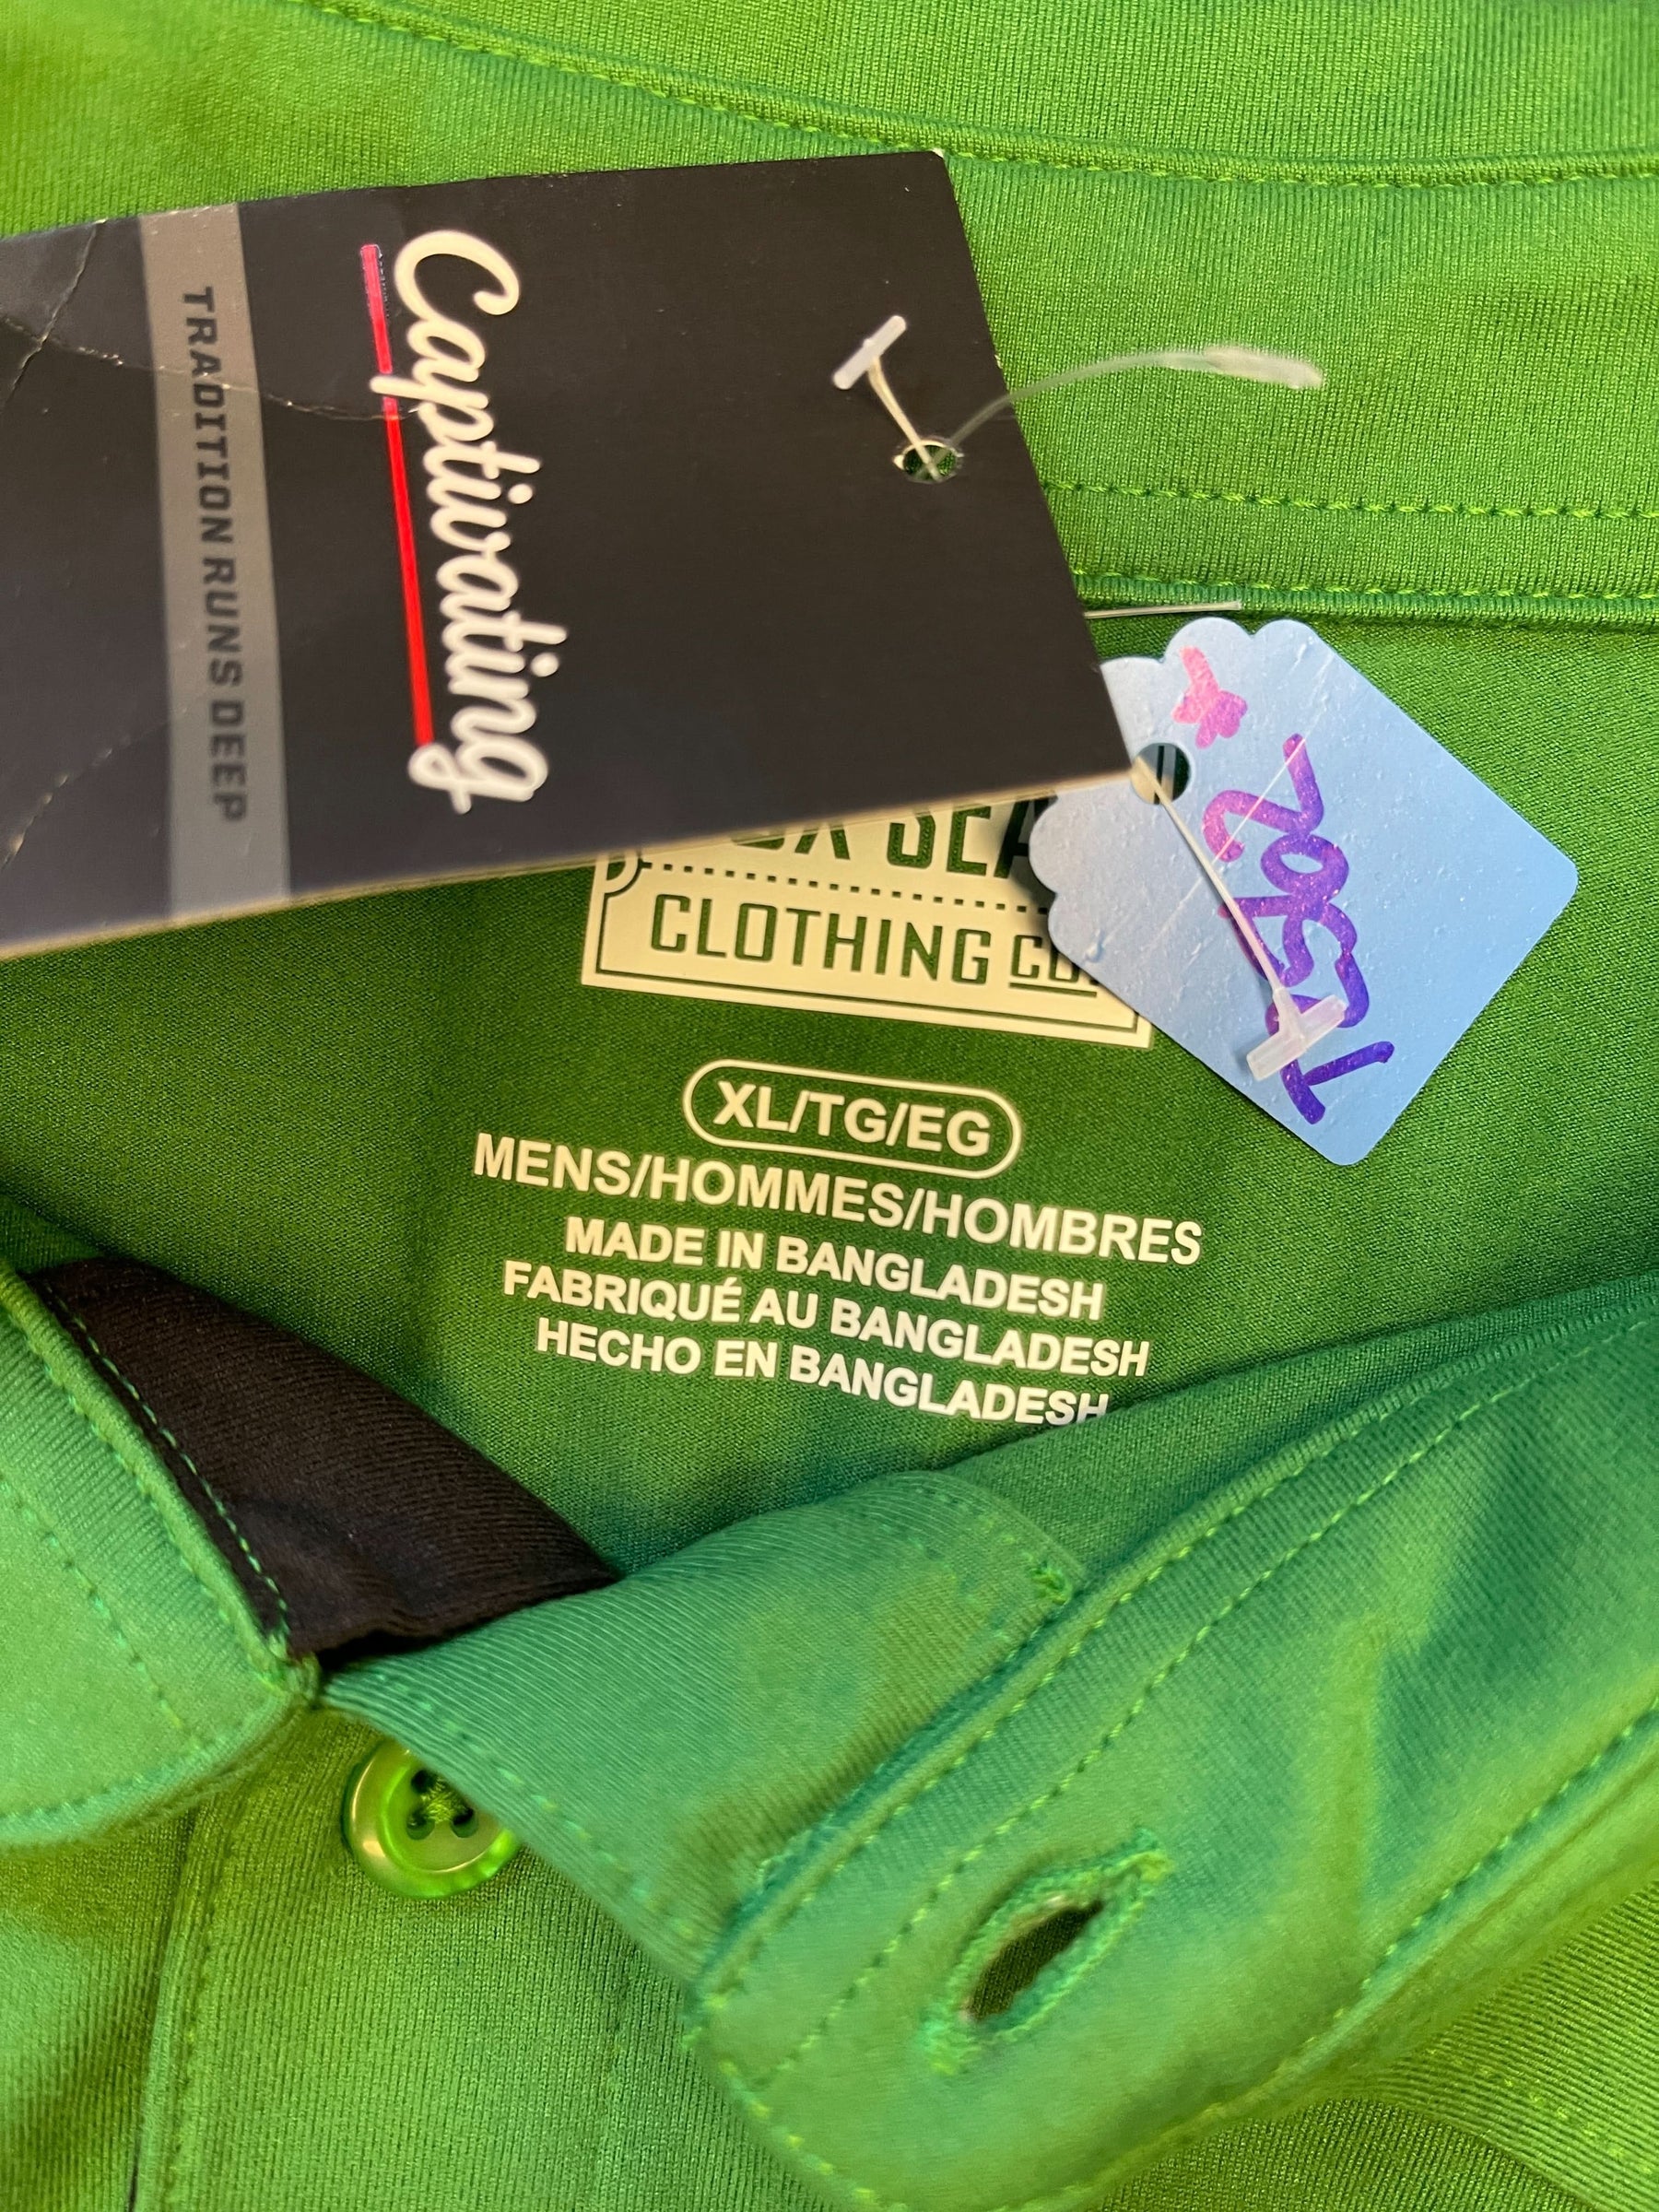 Captivating
TRADITION RUNS DEEP
CLOTHING CO.
XL/TG/EG
MENS/HOMMES/HOMBRES
MADE IN BANGLADESH
FABRIQUÉ AU BANGLADESH
HECHO EN BANGLADESH